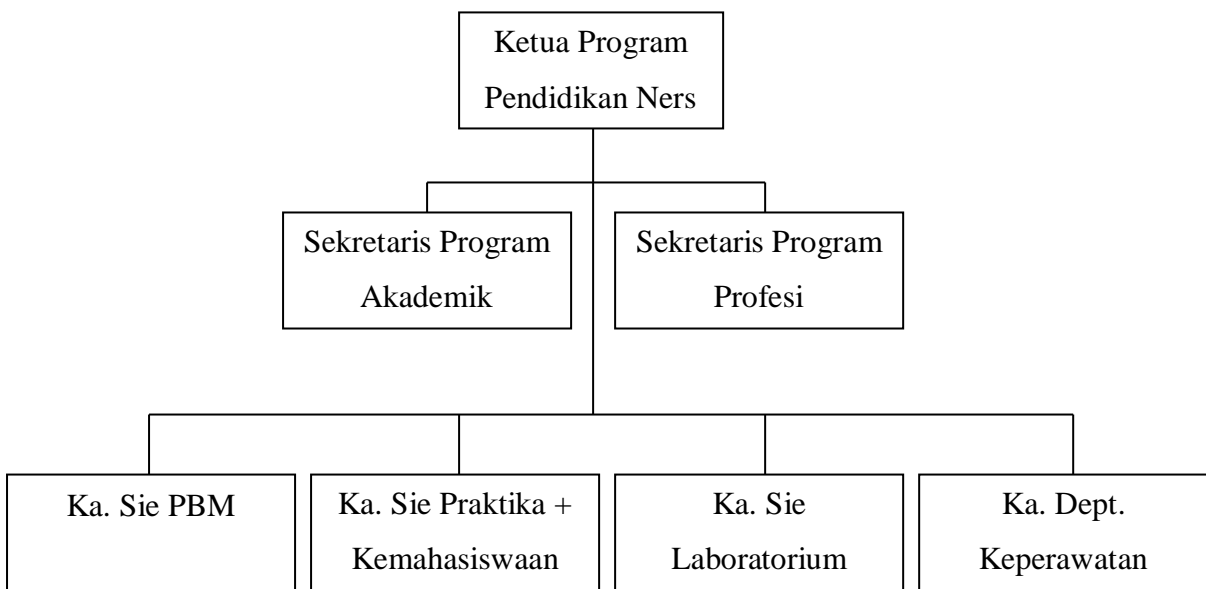 Ketua Program
Pendidikan Ners
Sekretaris Program
Akademik
Sekretaris Program
Profesi
Ka. Sie PBM
Ka. Sie Praktika +
Kemahasiswaan
Ka. Sie
Laboratorium
Ka. Dept.
Keperawatan